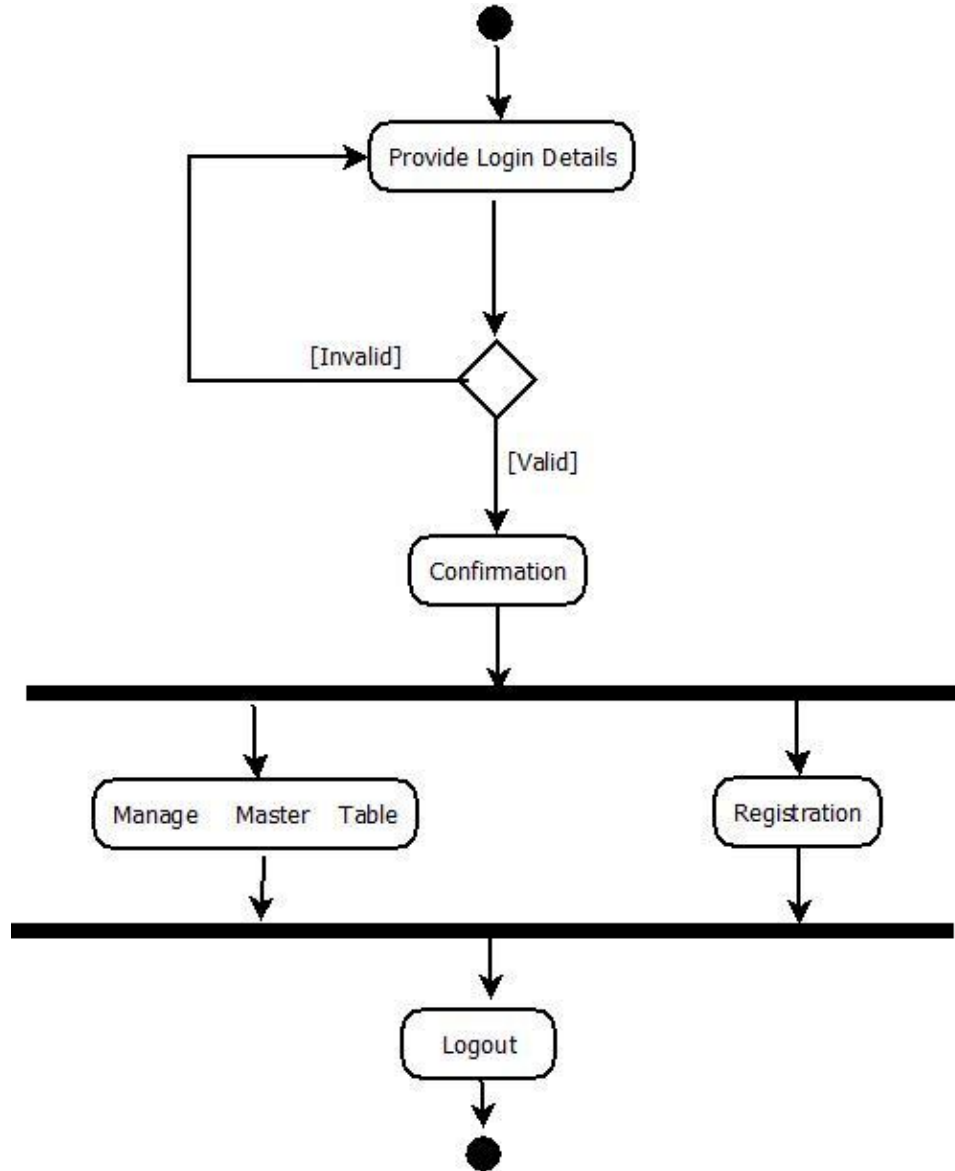 Provide Login Details
[Invalid]
[Valid]
Confirmation
Manage Master Table
Registration
Logout